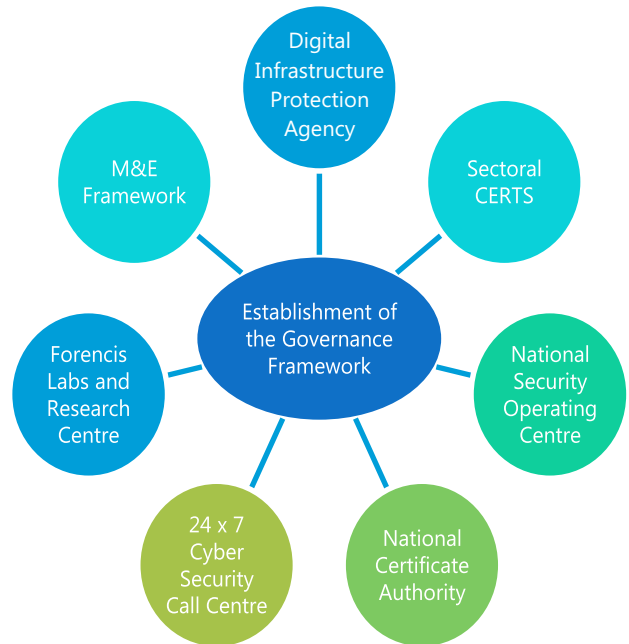 Digital
Infrastructure
Protection
Agency
M&E
Framework
Sectoral
CERTS
Establishment of
the Governance
Framework
Forencis
Labs and
Research
Centre
National
Security
Operating
Centre
24 x 7
Cyber
Security
Call Centre
National
Certificate
Authority